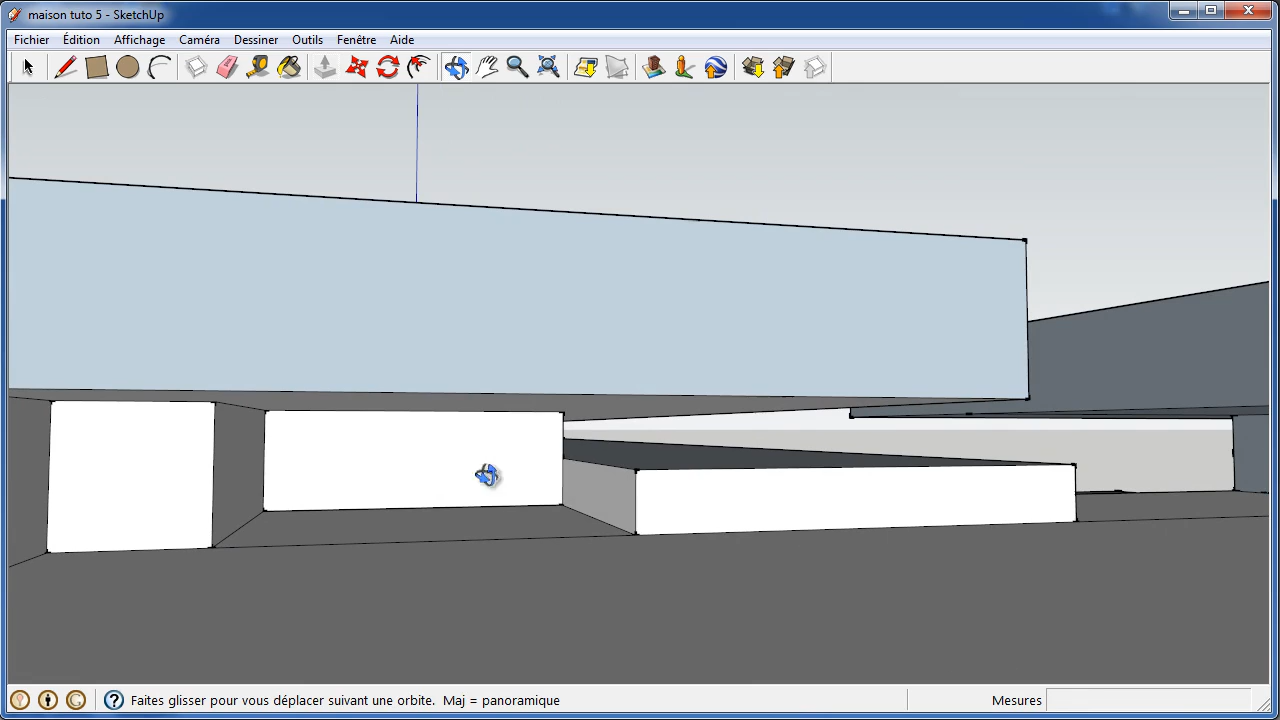 maison tuto 5 - SketchUp
Fichier Édition Affichage Caméra Dessiner Outils Fenêtre Aide
Faites glisser pour vous déplacer suivant une orbite. Maj = panoramique
Mesures